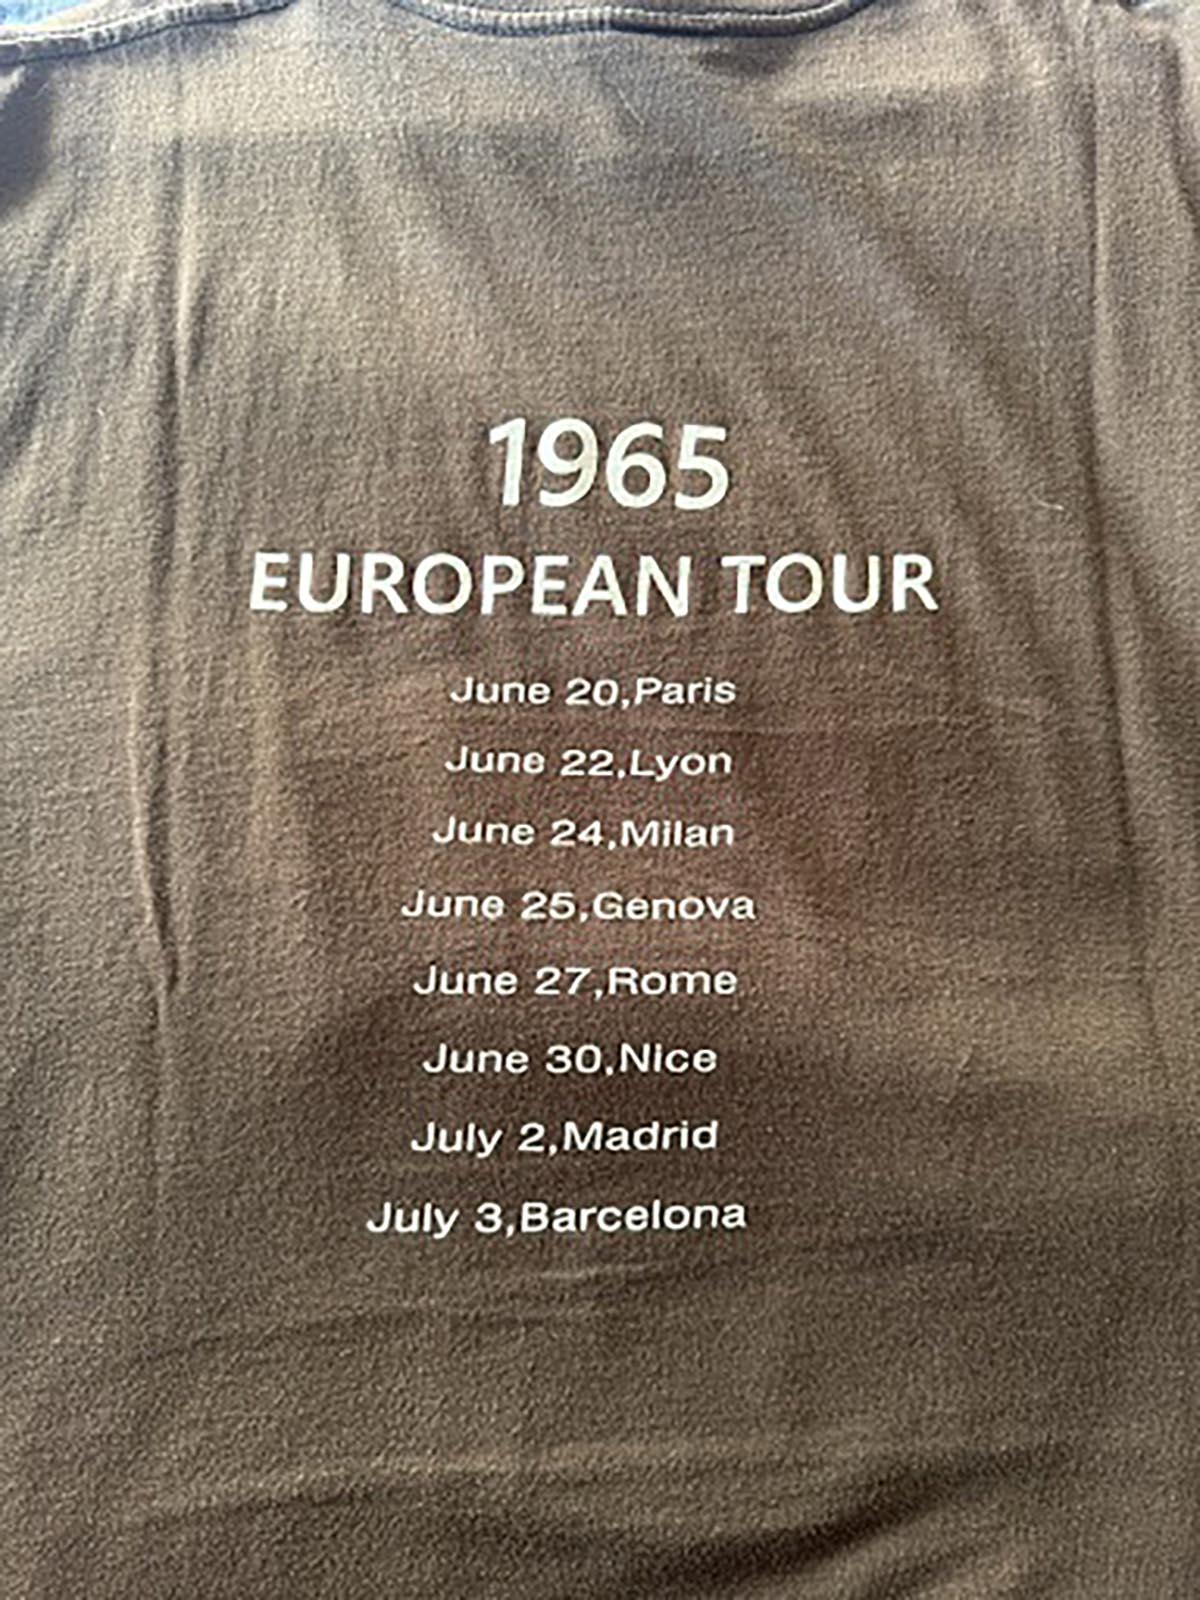 1965
EUROPEAN TOUR
June 20,Paris
June 22,Lyon
June 24,Milan
June 25,Genova
June 27,Rome
June 30,Nice
July 2,Madrid
July 3,Barcelona